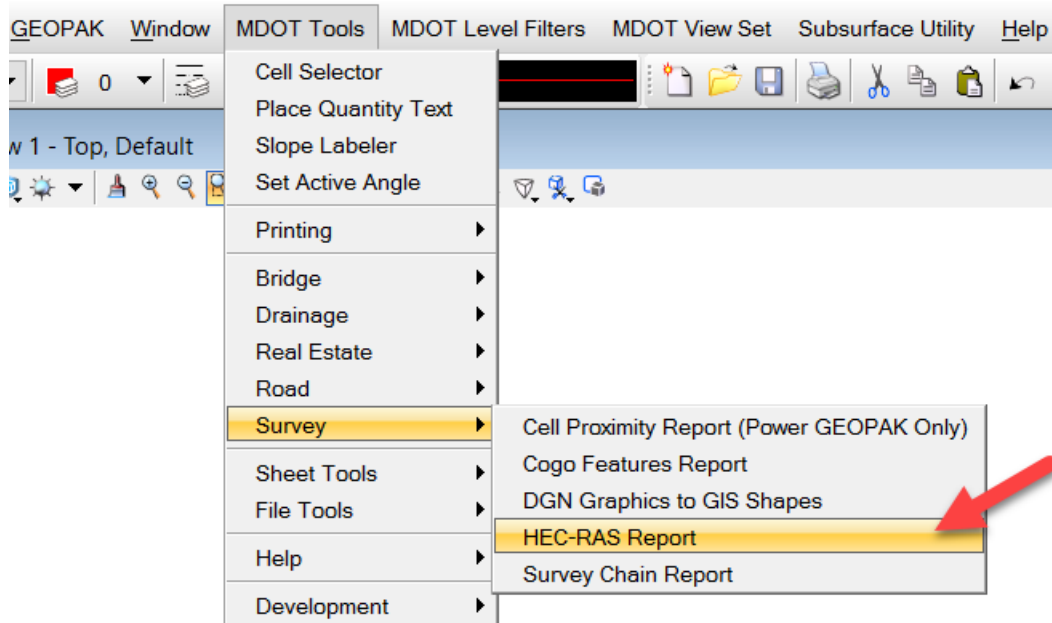 GEOPAK Window MDOT Tools MDOT Level Filters MDOT View Set Subsurface Utility Help
0
w 1 - Top, Default
Cell Selector
Place Quantity Text
Slope Labeler
Set Active Angle
Printing
Bridge
Drainage
Real Estate
Road
Survey
Sheet Tools
File Tools
Help
Development
Cell Proximity Report (Power GEOPAK Only)
Cogo Features Report
DGN Graphics to GIS Shapes
HEC-RAS Report
Survey Chain Report